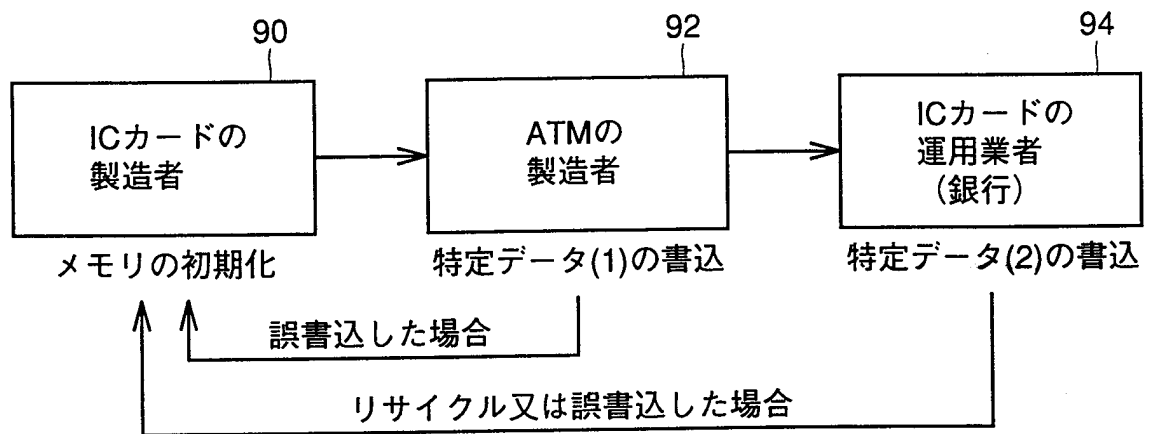 90
92
94
ICカードの
製造者
ATMの
製造者
ICカードの
運用業者
(銀行)
メモリの初期化
特定データ(1)の書込
特定データ(2)の書込
誤書込した場合
リサイクル又は誤書込した場合